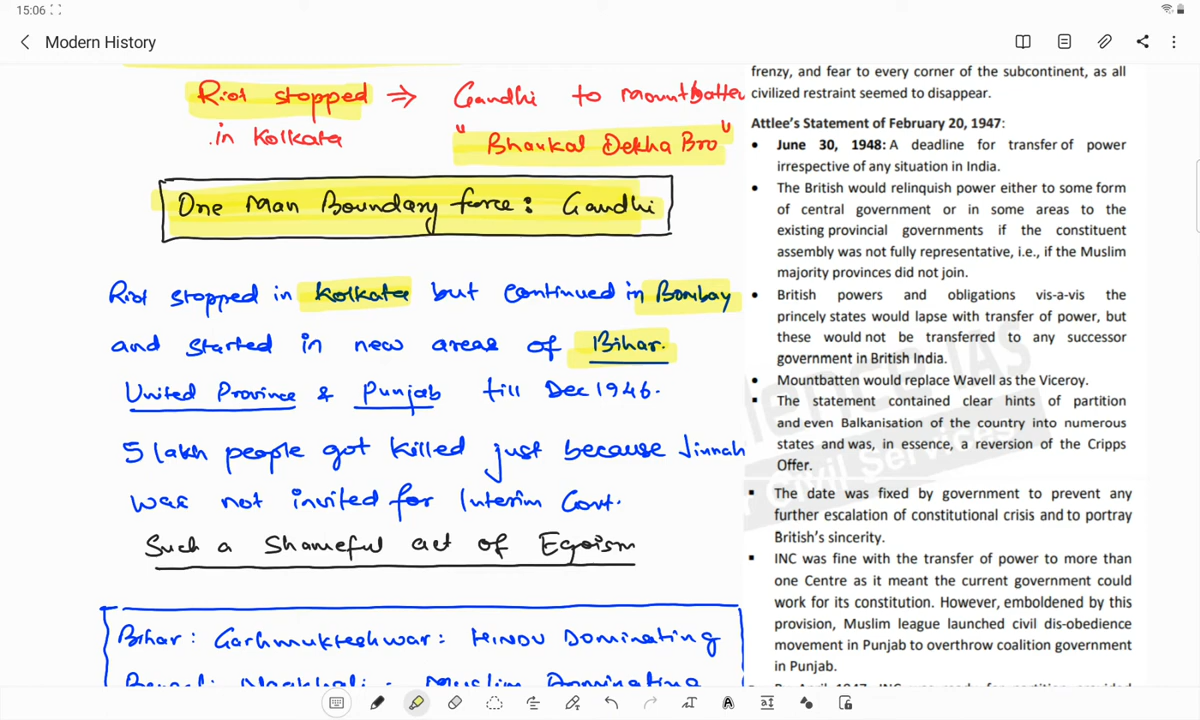 15:06
Modern History
Riot stopped ⇒ Gandhi to Mountbatten
in Kolkata "Bhaukal Dekha Bro"
One Man Boundary force: Gandhi
Riot stopped in Kolkata but continued in Bombay
and started in new areas of Bihar.
United Province & Punjab till Dec 1946.
5 lakh people got killed just because Jinnah
was not invited for Interim Govt.
Such a Shameful act of Egoism
Bihar: Garhmukteshwar: HINDU Dominating
Noakhali: Muslim Dominating
frenzy, and fear to every corner of the subcontinent, as all
civilized restraint seemed to disappear.
Attlee's Statement of February 20, 1947:
• June 30, 1948: A deadline for transfer of power
irrespective of any situation in India.
• The British would relinquish power either to some form
of central government or in some areas to the
existing provincial governments if the constituent
assembly was not fully representative, i.e., if the Muslim
majority provinces did not join.
• British powers and obligations vis-a-vis the
princely states would lapse with transfer of power, but
these would not be transferred to any successor
government in British India.
• Mountbatten would replace Wavell as the Viceroy.
▪ The statement contained clear hints of partition
and even Balkanisation of the country into numerous
states and was, in essence, a reversion of the Cripps
Offer.
▪ The date was fixed by government to prevent any
further escalation of constitutional crisis and to portray
British's sincerity.
▪ INC was fine with the transfer of power to more than
one Centre as it meant the current government could
work for its constitution. However, emboldened by this
provision, Muslim league launched civil dis-obedience
movement in Punjab to overthrow coalition government
in Punjab.